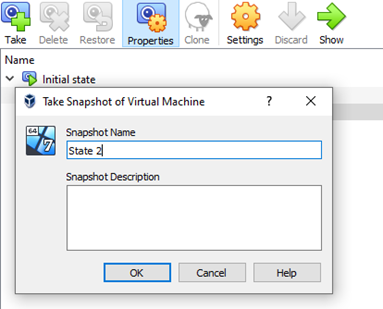 Take Delete Restore Properties Clone Settings Discard Show
Name
Initial state
Take Snapshot of Virtual Machine
64
7
Snapshot Name
State 2
Snapshot Description
OK Cancel Help